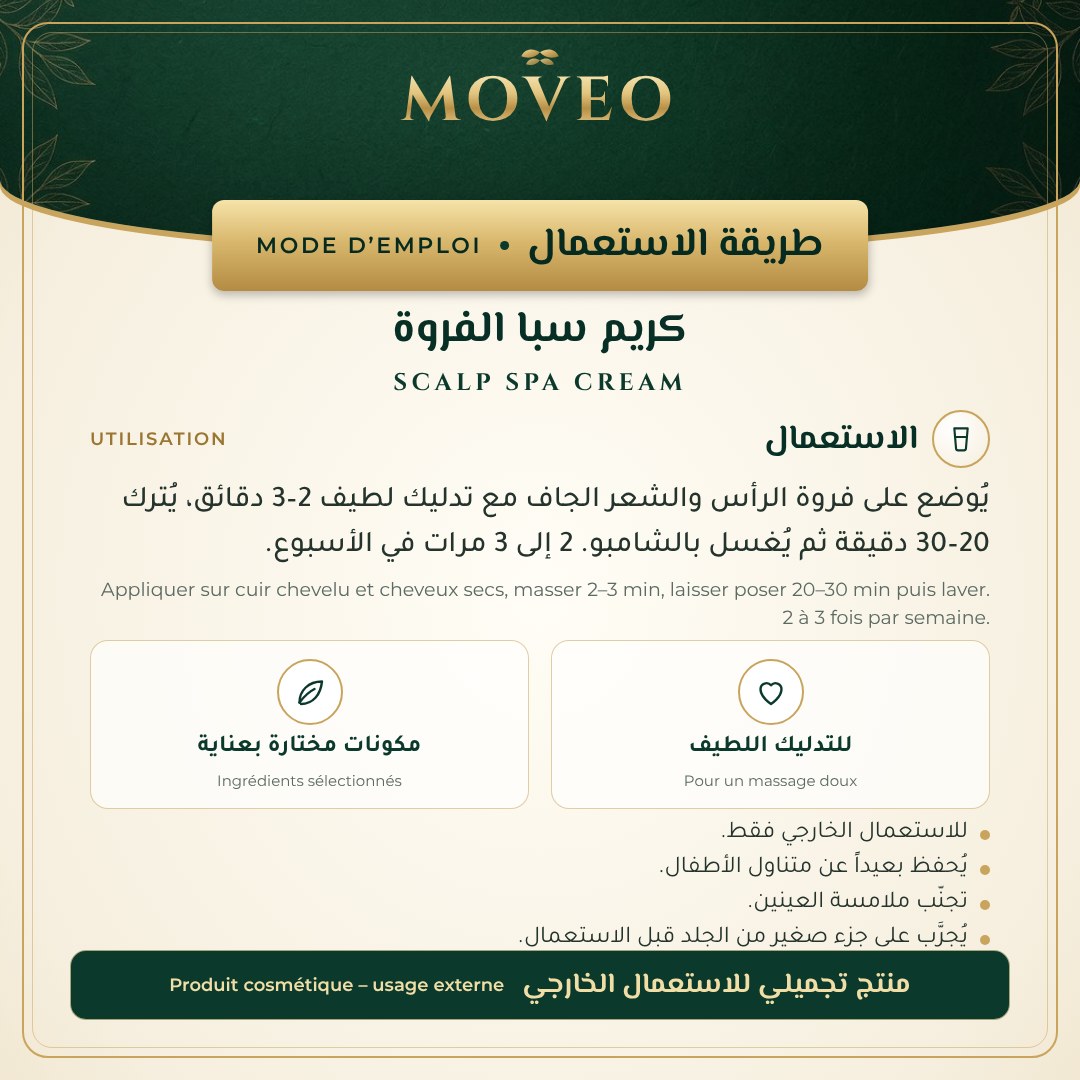 MOVEO
طريقة الاستعمال • MODE D’EMPLOI
كريم سبا الفروة
SCALP SPA CREAM
الاستعمال
UTILISATION
يُوضع على فروة الرأس والشعر الجاف مع تدليك لطيف 2-3 دقائق، يُترك
20-30 دقيقة ثم يُغسل بالشامبو. 2 إلى 3 مرات في الأسبوع.
Appliquer sur cuir chevelu et cheveux secs, masser 2–3 min, laisser poser 20–30 min puis laver.
2 à 3 fois par semaine.
للتدليك اللطيف
Pour un massage doux
مكونات مختارة بعناية
Ingrédients sélectionnés
للاستعمال الخارجي فقط.
يُحفظ بعيداً عن متناول الأطفال.
تجنّب ملامسة العينين.
يُجرَّب على جزء صغير من الجلد قبل الاستعمال.
منتج تجميلي للاستعمال الخارجي Produit cosmétique – usage externe